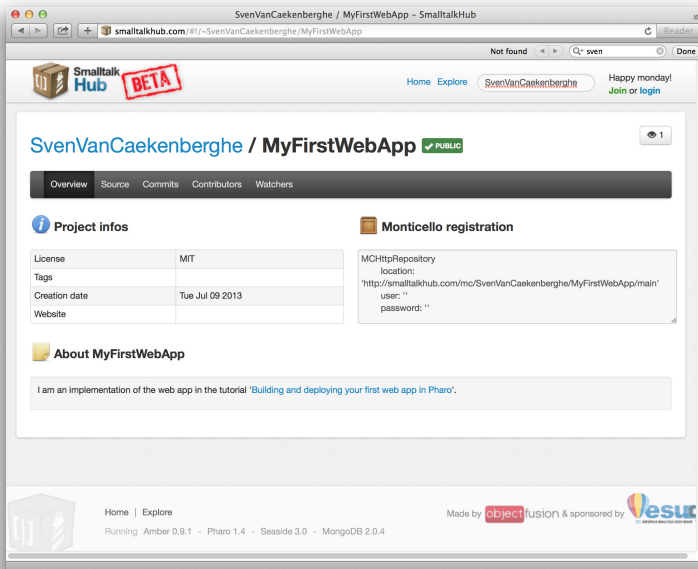 SvenVanCaekenberghe / MyFirstWebApp – SmalltalkHub
smalltalkhub.com/#!/~SvenVanCaekenberghe/MyFirstWebApp
Reader
Not found
sven
Done
Smalltalk
Hub
BETA
Home Explore
SvenVanCaekenberghe
Happy monday!
Join or login
SvenVanCaekenberghe / MyFirstWebApp PUBLIC
1
Overview Source Commits Contributors Watchers
Project infos
License MIT
Tags
Creation date Tue Jul 09 2013
Website
Monticello registration
MCHttpRepository
location:
'http://smalltalkhub.com/mc/SvenVanCaekenberghe/MyFirstWebApp/main'
user: ''
password: ''
About MyFirstWebApp
I am an implementation of the web app in the tutorial 'Building and deploying your first web app in Pharo'.
Home | Explore
Made by objectfusion & sponsored by esug
Running Amber 0.9.1 - Pharo 1.4 - Seaside 3.0 - MongoDB 2.0.4